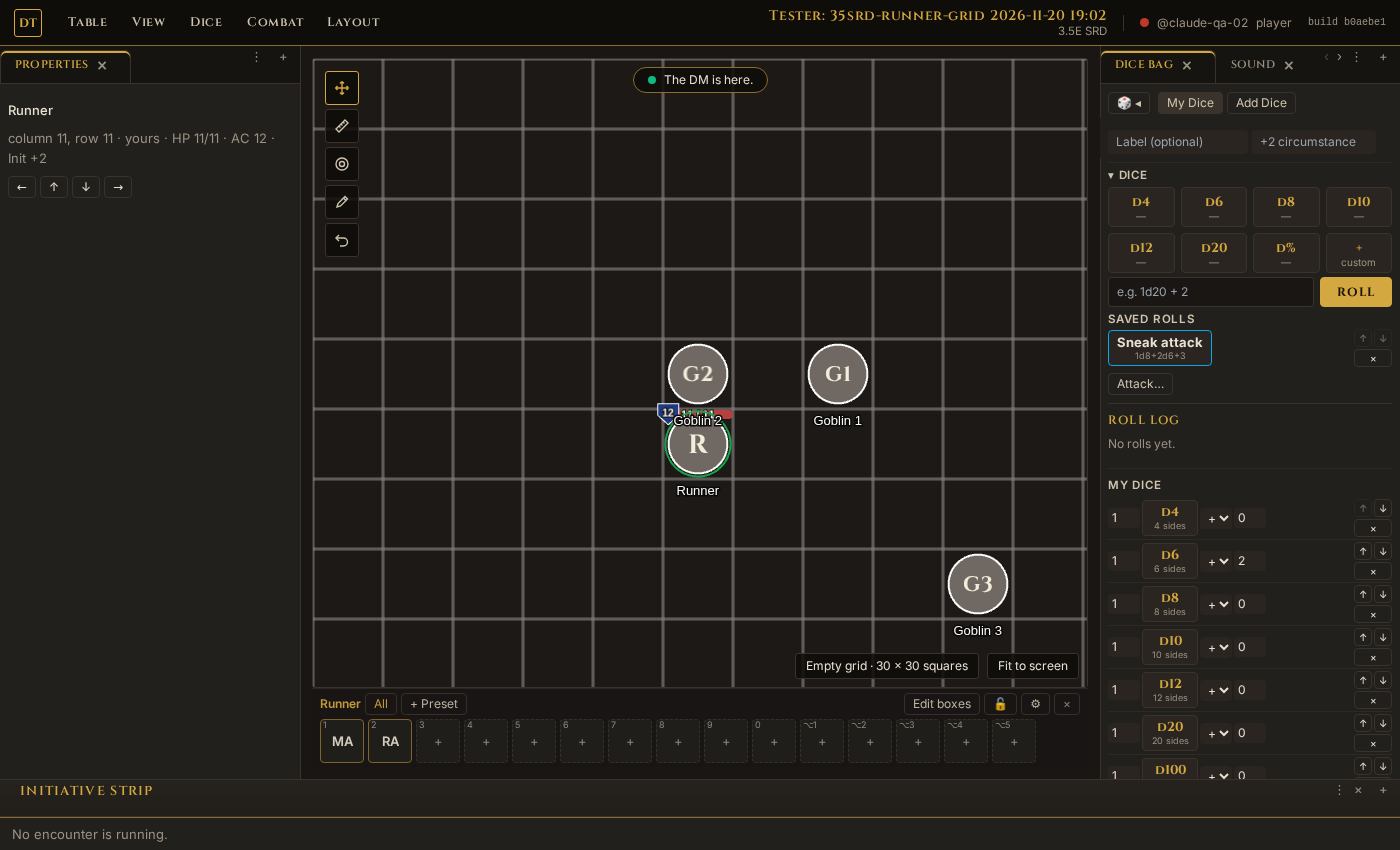 DT
TABLE
VIEW
DICE
COMBAT
LAYOUT
TESTER: 35SRD-RUNNER-GRID 2026-11-20 19:02
3.5E SRD
@claude-qa-02 player
build b0aebe1
PROPERTIES ×
Runner
column 11, row 11 · yours · HP 11/11 · AC 12 ·
Init +2
The DM is here.
G2
G1
12
Goblin 2
Goblin 1
R
Runner
G3
Goblin 3
Empty grid · 30 × 30 squares
Fit to screen
Runner
All
+ Preset
Edit boxes
×
1 2 3 4 5 6 7 8 9 0 ⌥1 ⌥2 ⌥3 ⌥4 ⌥5
MA RA + + + + + + + + + + + + +
DICE BAG ×
SOUND ×
My Dice
Add Dice
Label (optional)
+2 circumstance
▾ DICE
D4 D6 D8 D10
— — — —
D12 D20 D% +
— — — custom
e.g. 1d20 + 2
ROLL
SAVED ROLLS
Sneak attack
1d8+2d6+3
×
Attack...
ROLL LOG
No rolls yet.
MY DICE
1 D4 + 0
4 sides ×
1 D6 + 2
6 sides ×
1 D8 + 0
8 sides ×
1 D10 + 0
10 sides ×
1 D12 + 0
12 sides ×
1 D20 + 0
20 sides ×
1 D100 + 0
INITIATIVE STRIP
× +
No encounter is running.